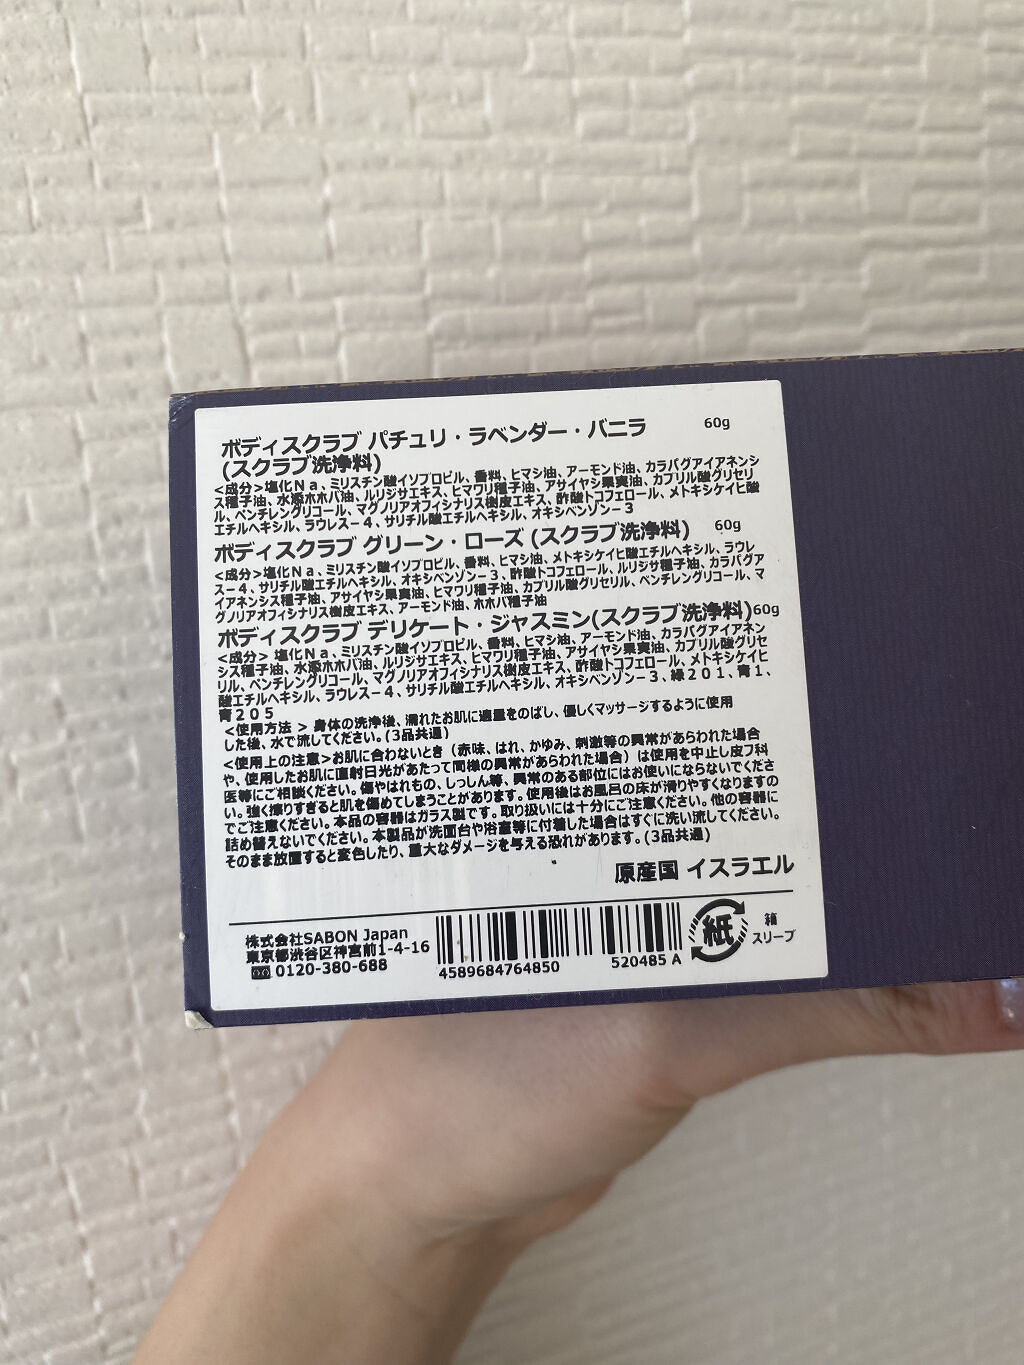 ボディスクラブ パチュリ・ラベンダー・バニラ 60g
(スクラブ洗浄料)
<成分>塩化Ｎａ、ミリスチン酸イソプロピル、香料、ヒマシ油、アーモンド油、カラパグアイアネンシ
ス種子油、水添ホホバ油、ルリジサエキス、ヒマワリ種子油、アサイヤシ果実油、カプリル酸グリセリ
ル、ペンチレングリコール、マグノリアオフィシナリス樹皮エキス、酢酸トコフェロール、メトキシケイヒ酸
エチルヘキシル、ラウレス－４、サリチル酸エチルヘキシル、オキシベンゾン－３
ボディスクラブ グリーン・ローズ (スクラブ洗浄料) 60g
<成分>塩化Ｎａ、ミリスチン酸イソプロピル、香料、ヒマシ油、メトキシケイヒ酸エチルヘキシル、ラウレ
ス－４、サリチル酸エチルヘキシル、オキシベンゾン－３、酢酸トコフェロール、ルリジサ種子油、カラパグア
イアネンシス種子油、アサイヤシ果実油、ヒマワリ種子油、カプリル酸グリセリル、ペンチレングリコール、マ
グノリアオフィシナリス樹皮エキス、アーモンド油、ホホバ種子油
ボディスクラブ デリケート・ジャスミン(スクラブ洗浄料)60g
<成分> 塩化Ｎａ、ミリスチン酸イソプロピル、香料、ヒマシ油、アーモンド油、カラパグアイアネン
シス種子油、水添ホホバ油、ルリジサエキス、ヒマワリ種子油、アサイヤシ果実油、カプリル酸グリセ
リル、ペンチレングリコール、マグノリアオフィシナリス樹皮エキス、酢酸トコフェロール、メトキシケイヒ
酸エチルヘキシル、ラウレス－４、サリチル酸エチルヘキシル、オキシベンゾン－３、緑２０１、青１、
青２０５
<使用方法 > 身体の洗浄後、濡れたお肌に適量をのばし、優しくマッサージするように使用
した後、水で流してください。(３品共通)
<使用上の注意>お肌に合わないとき（赤味、はれ、かゆみ、刺激等の異常があらわれた場合
や、使用したお肌に直射日光があたって同様の異常があらわれた場合）は使用を中止し皮フ科
医等にご相談ください。傷やはれもの、しっしん等、異常のある部位にはお使いにならないでくださ
い。強く擦りすぎると肌を傷めてしまうことがあります。使用後はお風呂の床が滑りやすくなりますの
でご注意ください。本品の容器はガラス製です。取り扱いには十分にご注意ください。他の容器に
詰め替えないでください。本製品が洗面台や浴室等に付着した場合はすぐに洗い流してください。
そのまま放置すると変色したり、重大なダメージを与える恐れがあります。(３品共通)
原産国 イスラエル
株式会社SABON Japan
東京都渋谷区神宮前1-4-16
0120-380-688
4589684764850
520485 A
紙
箱
スリーブ